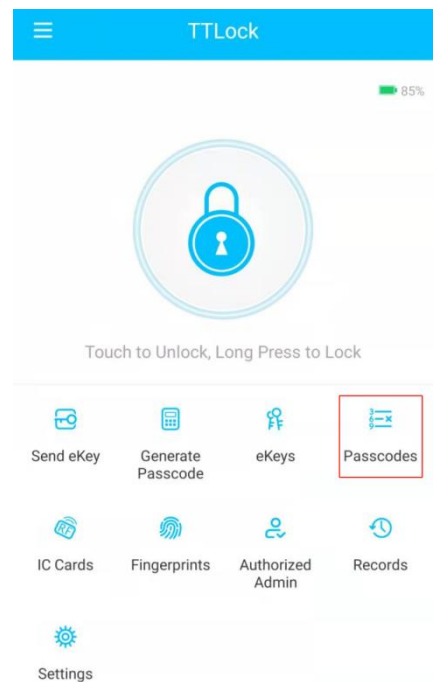 TTLock
85%
Touch to Unlock, Long Press to Lock
Send eKey
Generate
Passcode
eKeys
Passcodes
IC Cards
Fingerprints
Authorized
Admin
Records
Settings